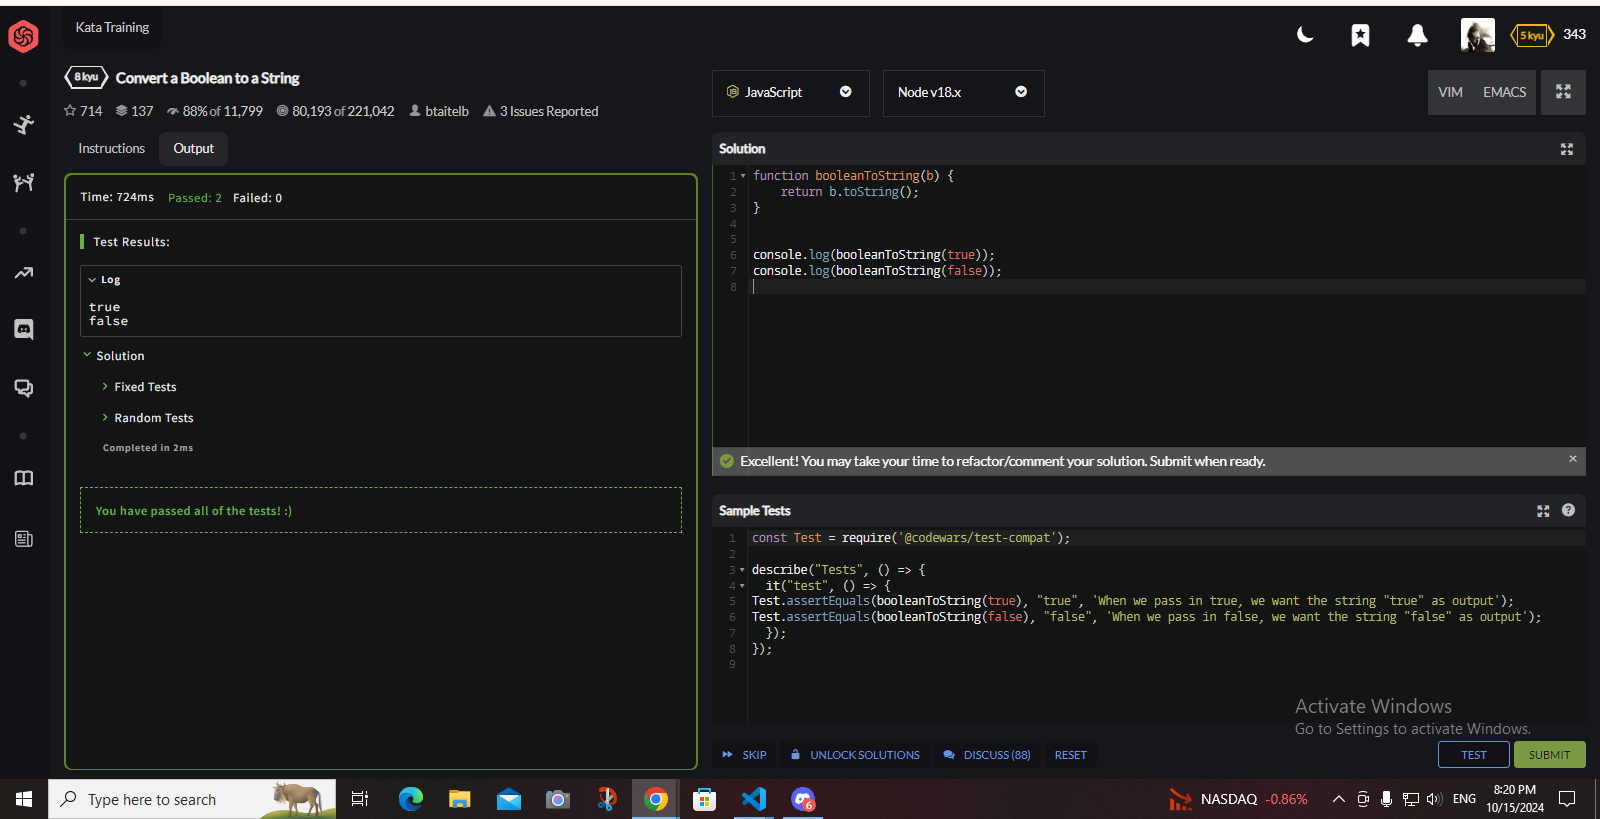 Kata Training
5 kyu
343
8 kyu
Convert a Boolean to a String
714
137
88% of 11,799
80,193 of 221,042
btaitelb
3 Issues Reported
JavaScript
Node v18.x
VIM
EMACS
Instructions
Output
Time: 724ms
Passed: 2
Failed: 0
Test Results:
Log
true
false
Solution
Fixed Tests
Random Tests
Completed in 2ms
You have passed all of the tests! :)
Solution
1 function booleanToString(b) {
2 return b.toString();
3 }
4
5
6 console.log(booleanToString(true));
7 console.log(booleanToString(false));
8
Excellent! You may take your time to refactor/comment your solution. Submit when ready.
Sample Tests
1 const Test = require('@codewars/test-compat');
2
3 describe("Tests", () => {
4 it("test", () => {
5 Test.assertEquals(booleanToString(true), "true", 'When we pass in true, we want the string "true" as output');
6 Test.assertEquals(booleanToString(false), "false", 'When we pass in false, we want the string "false" as output');
7 });
8 });
9
Activate Windows
Go to Settings to activate Windows.
SKIP
UNLOCK SOLUTIONS
DISCUSS (88)
RESET
TEST
SUBMIT
Type here to search
6
NASDAQ -0.86%
ENG
8:20 PM
10/15/2024